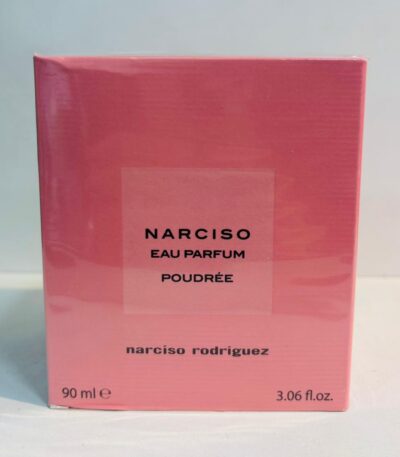 NARCISO
EAU PARFUM
POUDRÉE
narciso rodriguez
90 ml ℮ 3.06 fl.oz.